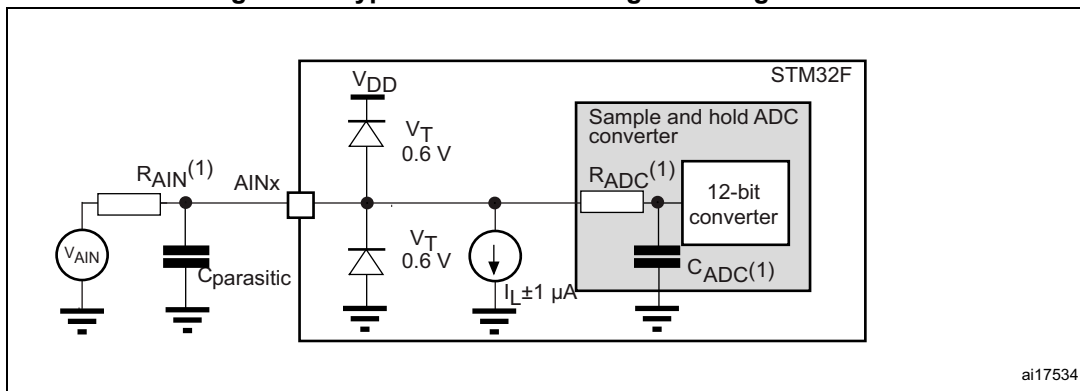 STM32F
VDD
VT
0.6 V
Sample and hold ADC
converter
RAIN(1)
AINx
RADC(1)
12-bit
converter
VAIN
VT
0.6 V
Cparasitic
IL±1 µA
CADC(1)
ai17534